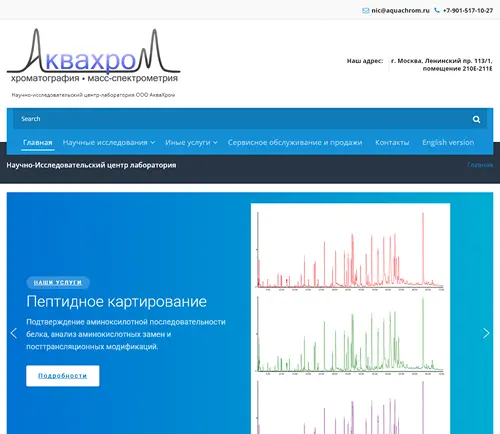 nic@aquachrom.ru +7-901-517-10-27
Аквахром
хроматография • масс-спектрометрия
Научно-исследовательский центр-лаборатория ООО АкваХром
Наш адрес: г. Москва, Ленинский пр. 113/1,
помещение 210Е-211Е
Search
Главная Научные исследования Иные услуги Сервисное обслуживание и продажи Контакты English version
Научно-Исследовательский центр лаборатория Главная
НАШИ УСЛУГИ
Пептидное картирование
Подтверждение аминоксилотной последовательности
белка, анализ аминокислотных замен и
посттрансляционных модификаций.
Подробности